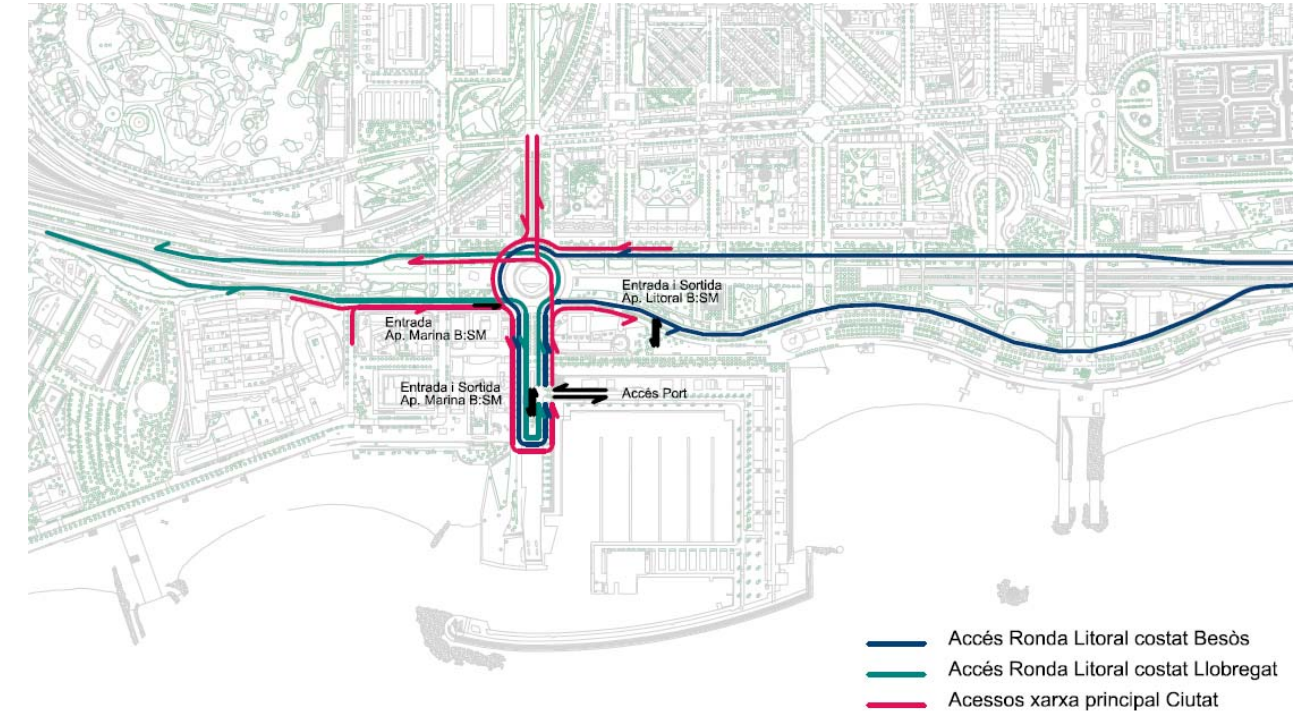 Entrada i Sortida
Ap. Litoral B:SM
Entrada
Ap. Marina B:SM
Entrada i Sortida
Ap. Marina B:SM
Accés Port
Accés Ronda Litoral costat Besòs
Accés Ronda Litoral costat Llobregat
Acessos xarxa principal Ciutat